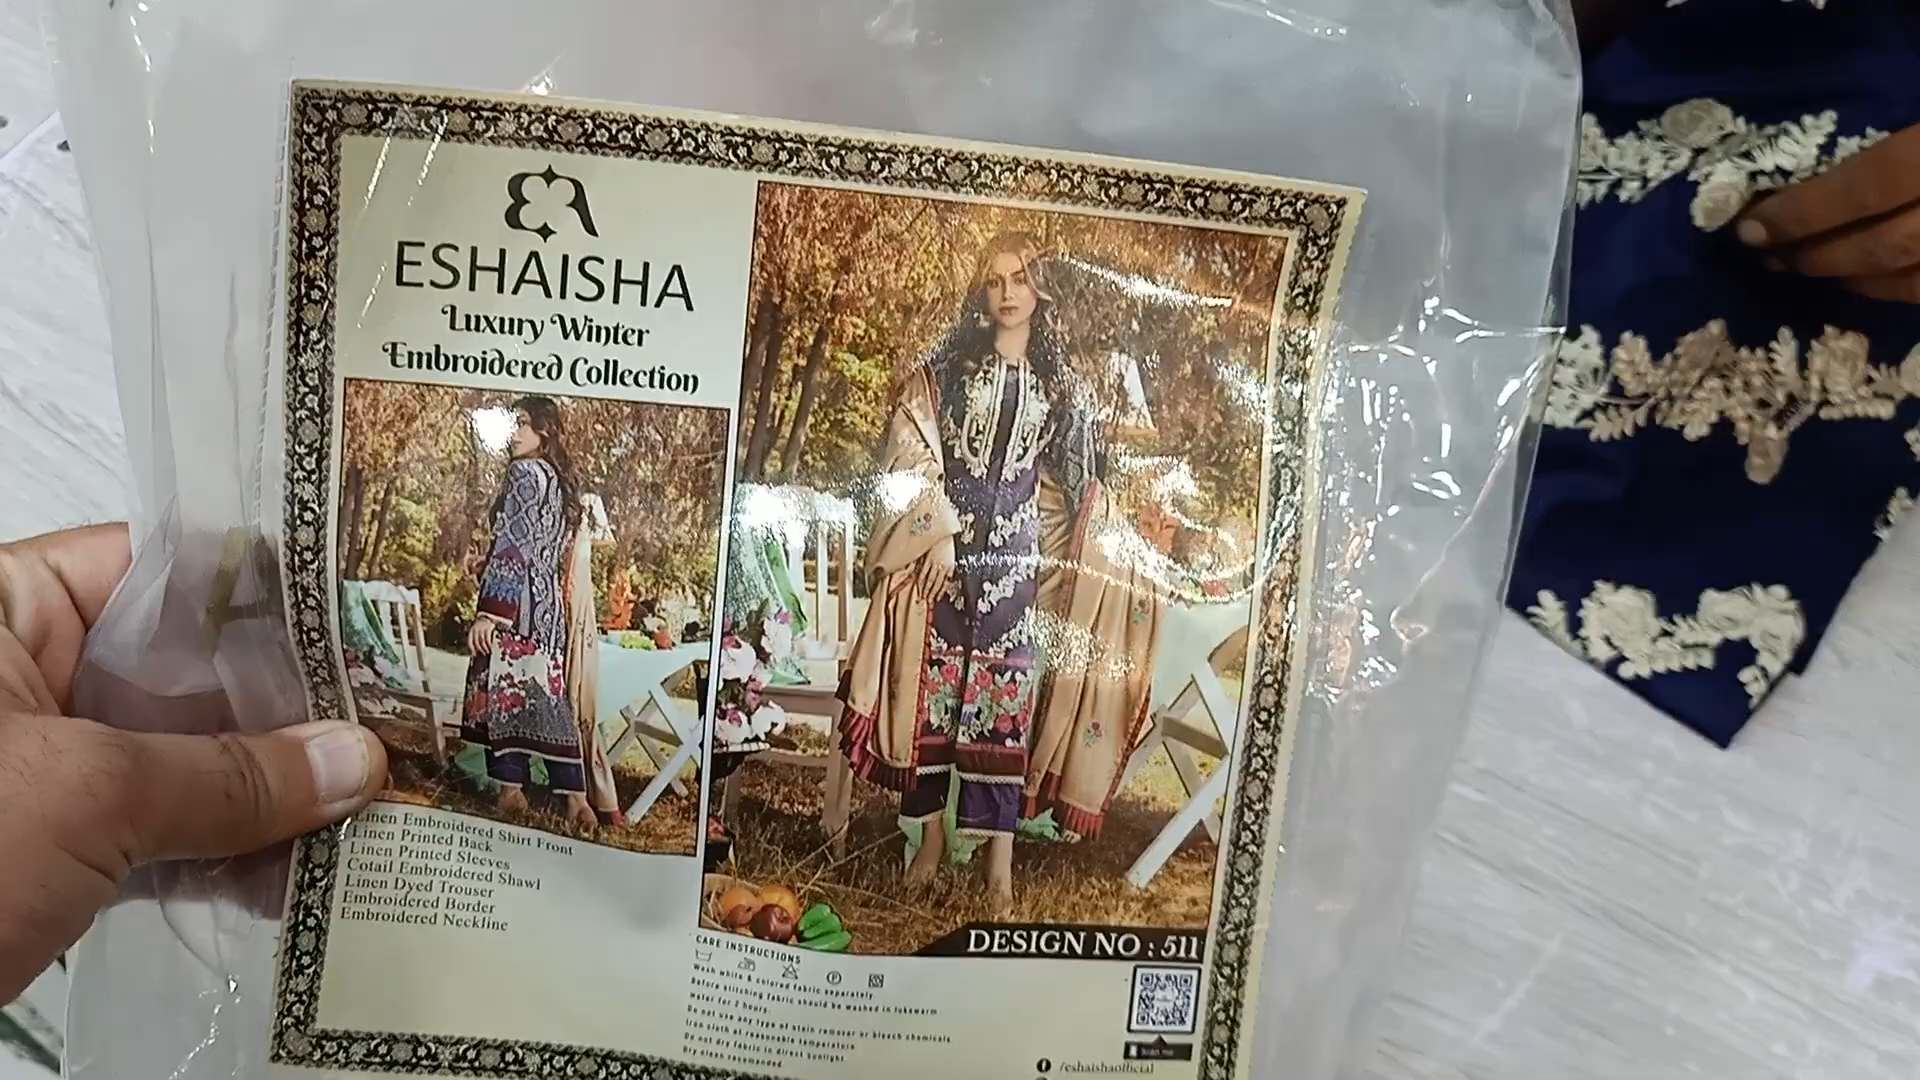 ESHAISHA
Luxury Winter
Embroidered Collection
Linen Embroidered Shirt Front
Linen Printed Back
Linen Printed Sleeves
Cotail Embroidered Shawl
Linen Dyed Trouser
Embroidered Border
Embroidered Neckline
DESIGN NO : 511
CARE INSTRUCTIONS
Wash white & colored fabric separately
Before stitching fabric should be washed in lukewarm
water for 2 hours.
Do not use any type of stain remover or bleach chemicals
Iron cloth at reasonable temperature
Do not dry fabric in direct sunlight
Dry clean recomended
Scan me
/eshaishaofficial